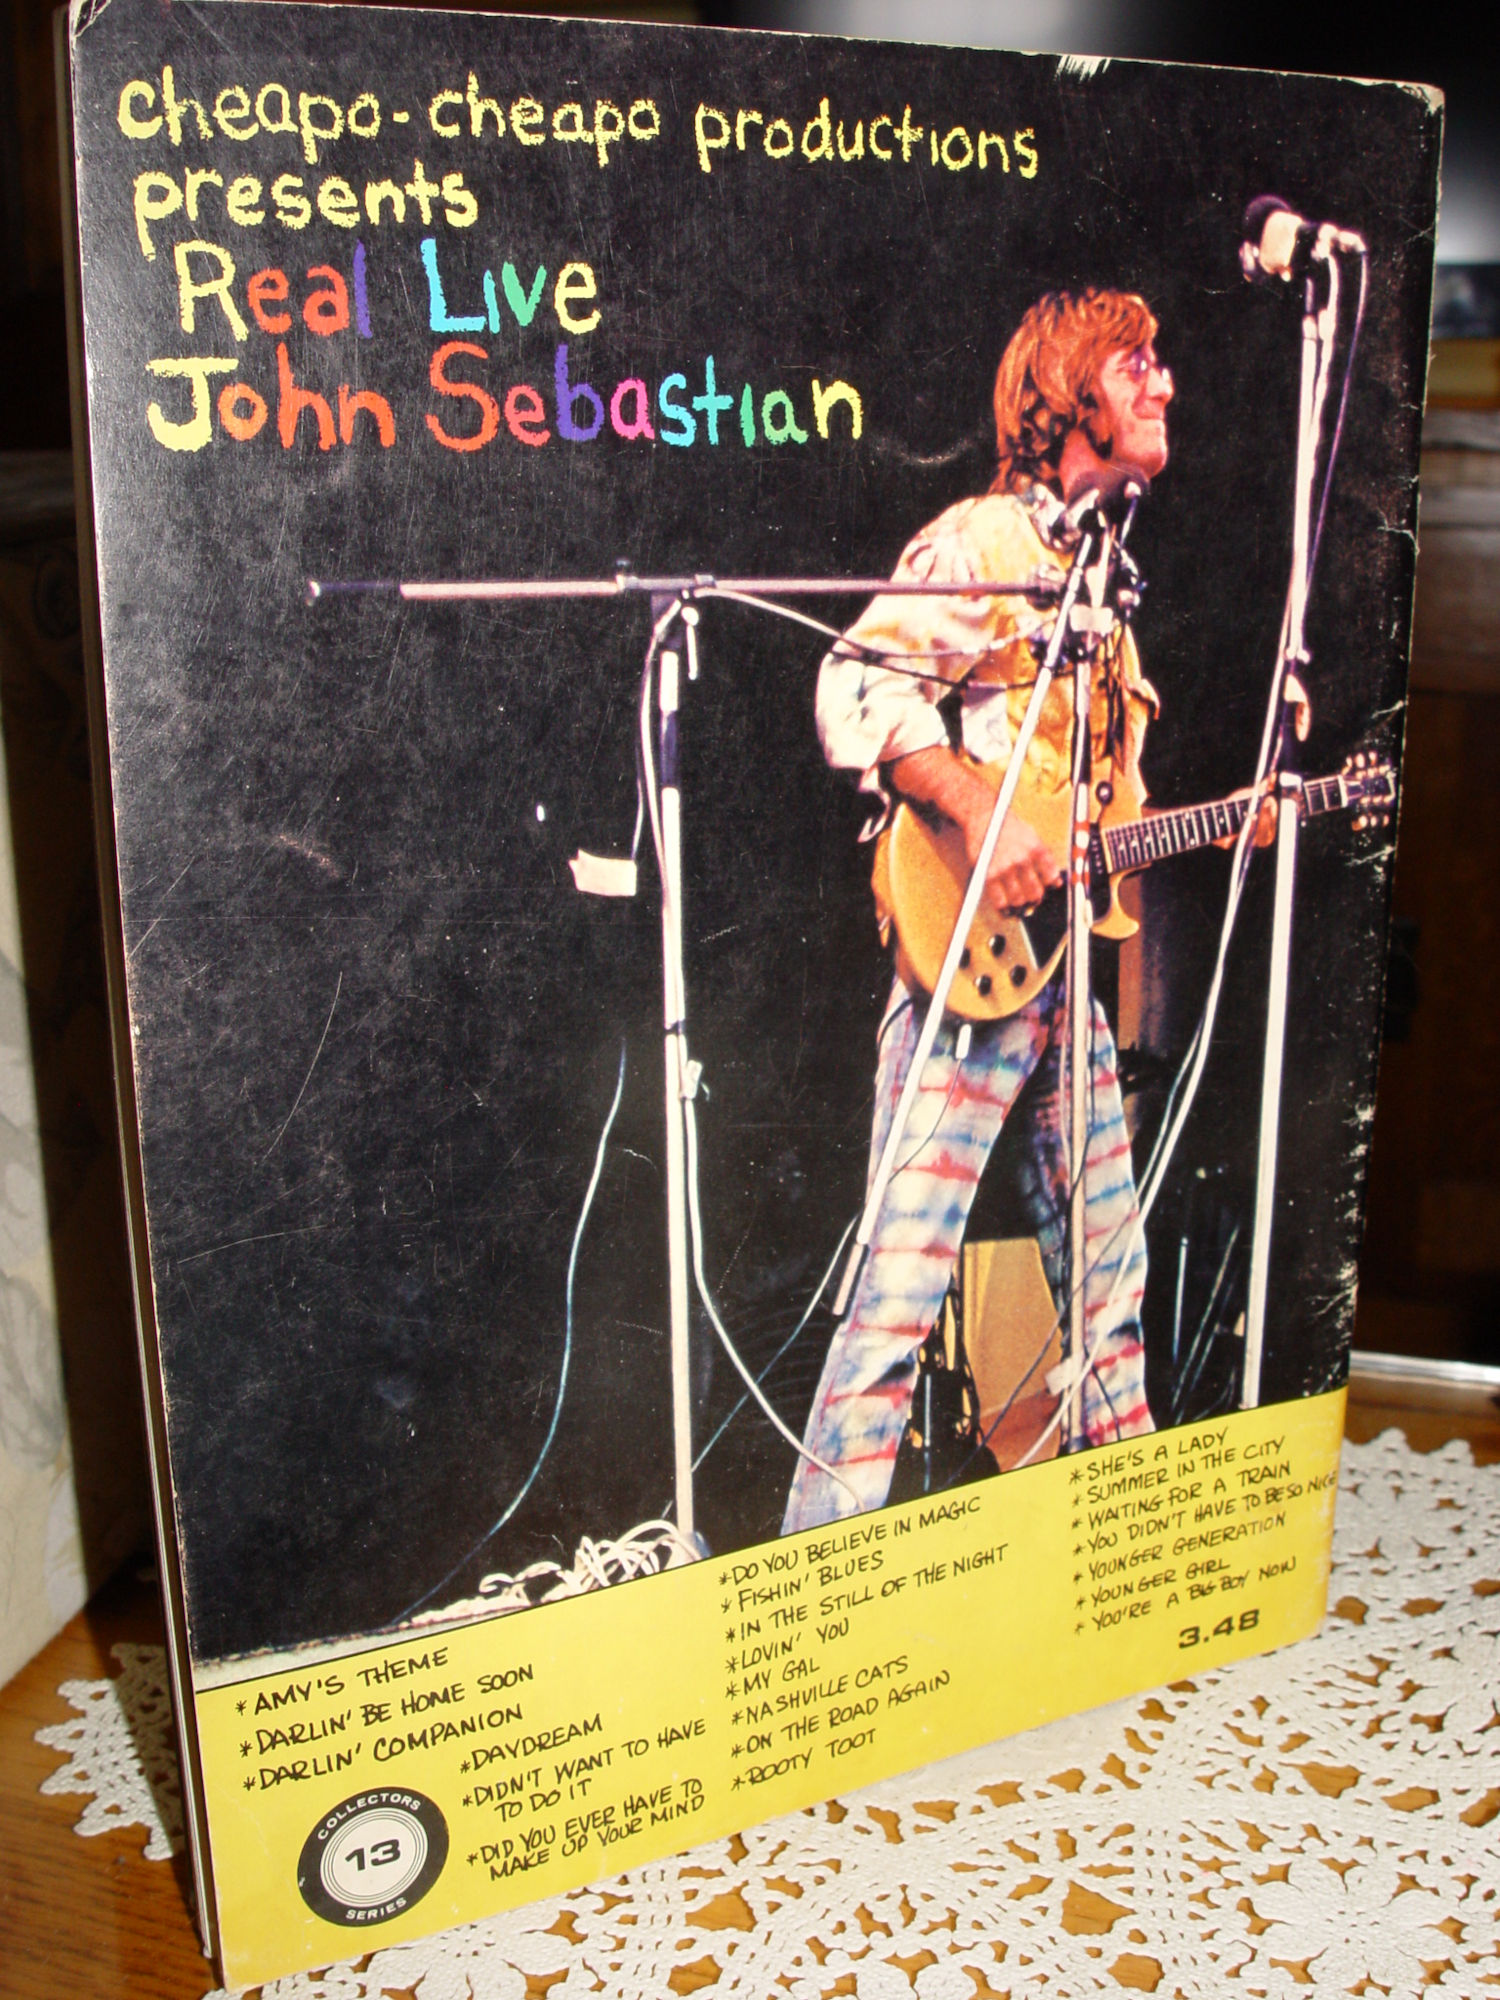 cheapo-cheapo productions
presents
Real Live
John Sebastian
*AMY'S THEME
*DARLIN' BE HOME SOON
*DARLIN' COMPANION
*DAYDREAM
*DIDN'T WANT TO HAVE
TO DO IT
*DID YOU EVER HAVE TO
MAKE UP YOUR MIND
*DO YOU BELIEVE IN MAGIC
*FISHIN' BLUES
*IN THE STILL OF THE NIGHT
*LOVIN' YOU
*MY GAL
*NASHVILLE CATS
*ON THE ROAD AGAIN
*ROOTY TOOT
*SHE'S A LADY
*SUMMER IN THE CITY
*WAITING FOR A TRAIN
*YOU DIDN'T HAVE TO BE SO NICE
*YOUNGER GENERATION
*YOUNGER GIRL
*YOU'RE A BIG BOY NOW
3.48
COLLECTORS
13
SERIES